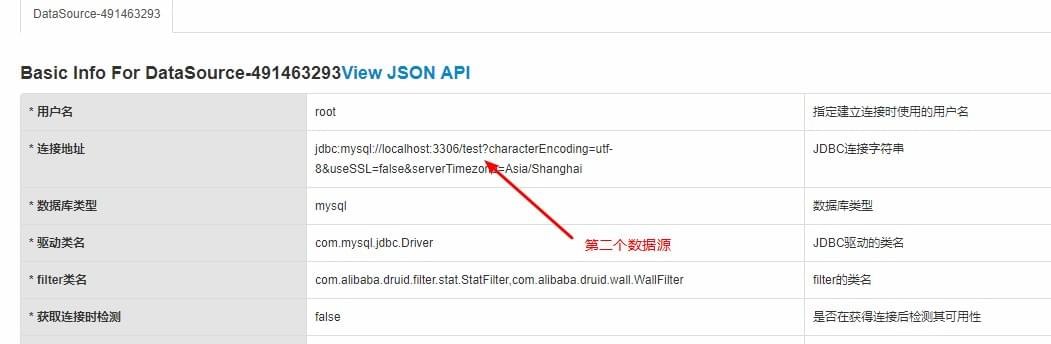 DataSource-491463293
Basic Info For DataSource-491463293View JSON API
* 用户名 root 指定建立连接时使用的用户名
* 连接地址 jdbc:mysql://localhost:3306/test?characterEncoding=utf-8&useSSL=false&serverTimezone=Asia/Shanghai JDBC连接字符串
* 数据库类型 mysql 数据库类型
第二个数据源
* 驱动类名 com.mysql.jdbc.Driver JDBC驱动的类名
* filter类名 com.alibaba.druid.filter.stat.StatFilter,com.alibaba.druid.wall.WallFilter filter的类名
* 获取连接时检测 false 是否在获得连接后检测其可用性